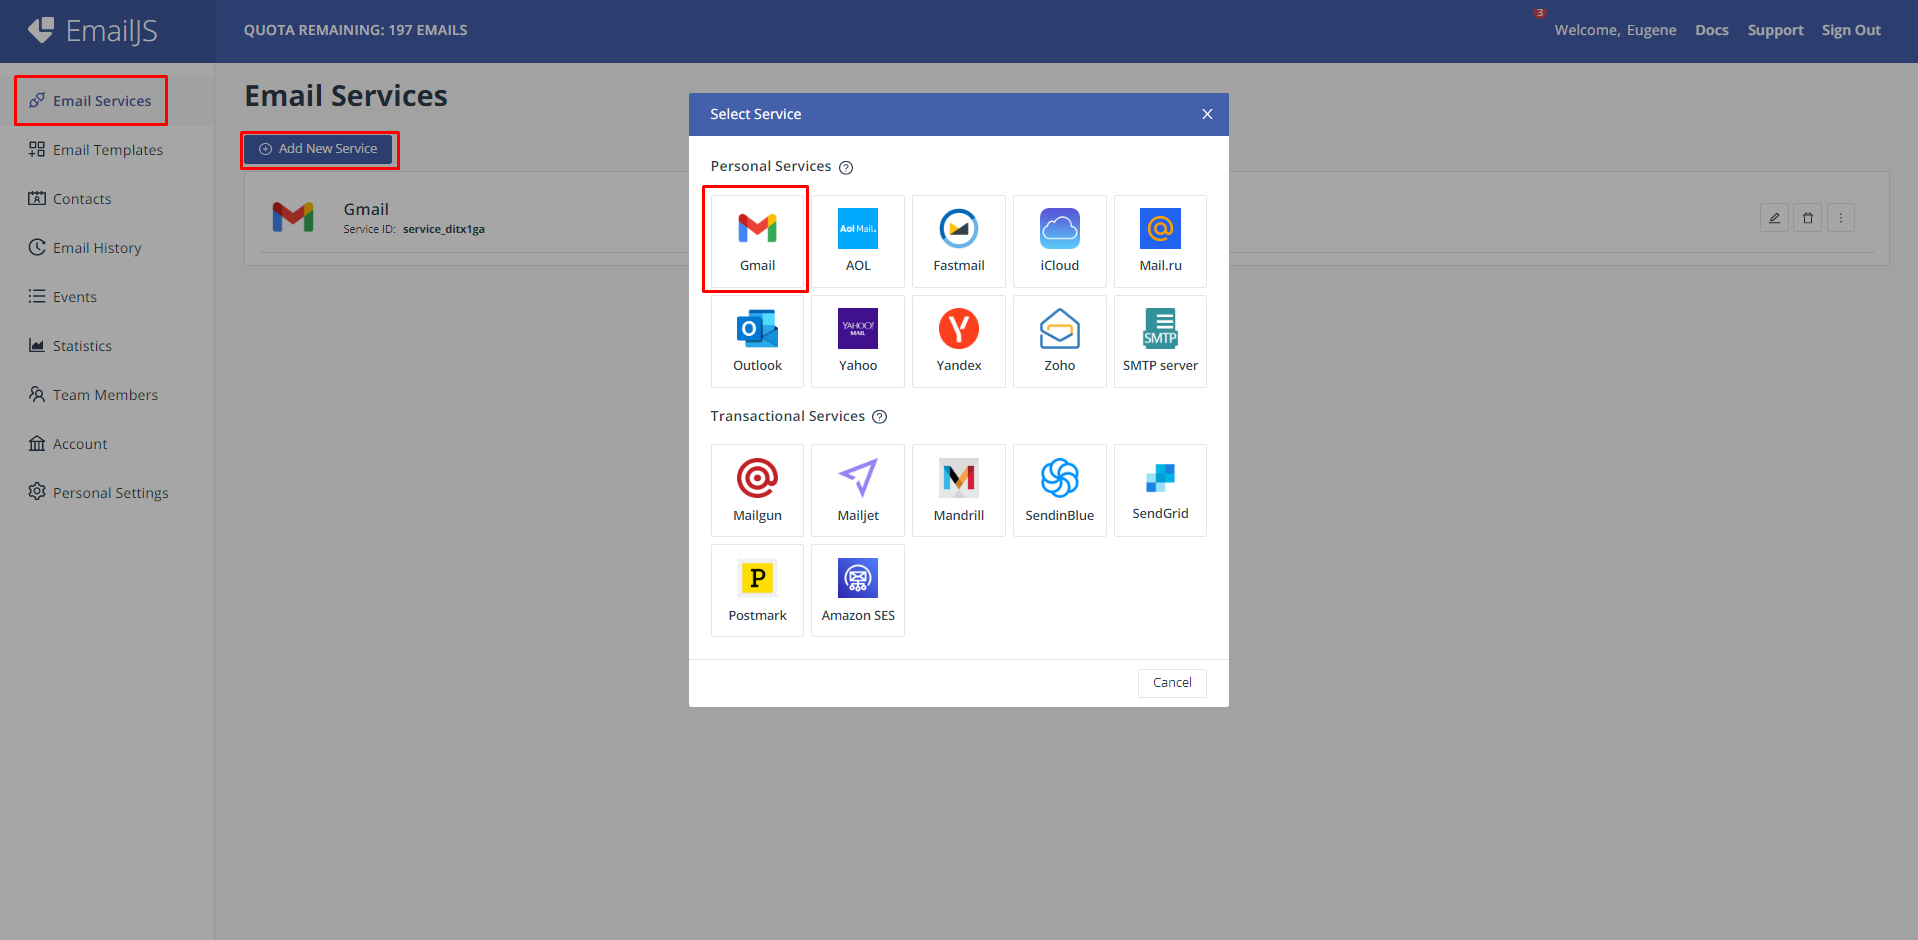 EmailJS
QUOTA REMAINING: 197 EMAILS
3
Welcome, Eugene
Docs
Support
Sign Out
Email Services
Email Templates
Contacts
Email History
Events
Statistics
Team Members
Account
Personal Settings
Email Services
Add New Service
Gmail
Service ID: service_ditx1ga
Select Service
Personal Services
Gmail
Aol Mail.
AOL
Fastmail
iCloud
Mail.ru
Outlook
YAHOO!
MAIL
Yahoo
Yandex
Zoho
SMTP
SMTP server
Transactional Services
Mailgun
Mailjet
Mandrill
SendinBlue
SendGrid
P
Postmark
Amazon SES
Cancel